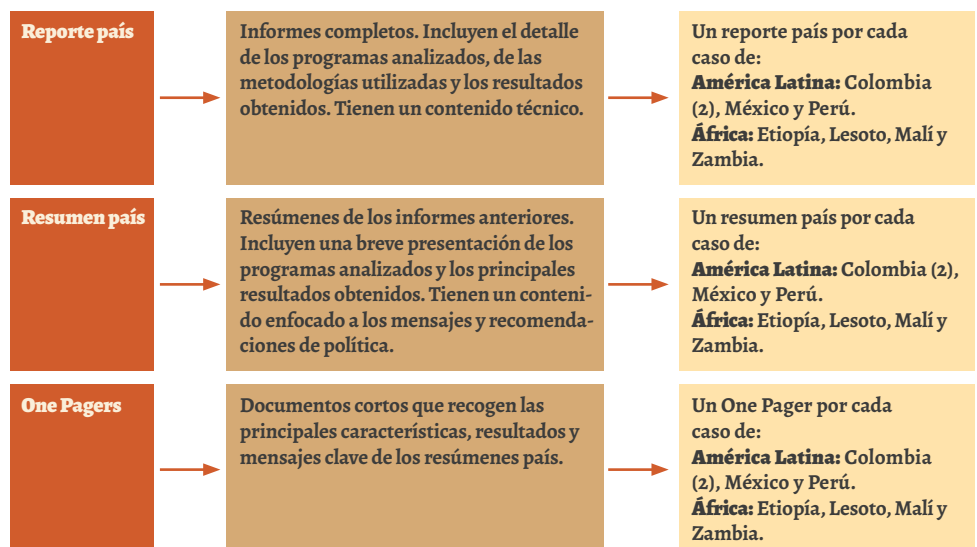 Reporte país
Informes completos. Incluyen el detalle
de los programas analizados, de las
metodologías utilizadas y los resultados
obtenidos. Tienen un contenido técnico.
Un reporte país por cada
caso de:
América Latina: Colombia
(2), México y Perú.
África: Etiopía, Lesoto, Malí y
Zambia.
Resumen país
Resúmenes de los informes anteriores.
Incluyen una breve presentación de los
programas analizados y los principales
resultados obtenidos. Tienen un conteni-
do enfocado a los mensajes y recomenda-
ciones de política.
Un resumen país por cada
caso de:
América Latina: Colombia (2),
México y Perú.
África: Etiopía, Lesoto, Malí y
Zambia.
One Pagers
Documentos cortos que recogen las
principales características, resultados y
mensajes clave de los resúmenes país.
Un One Pager por cada
caso de:
América Latina: Colombia
(2), México y Perú.
África: Etiopía, Lesoto, Malí y
Zambia.